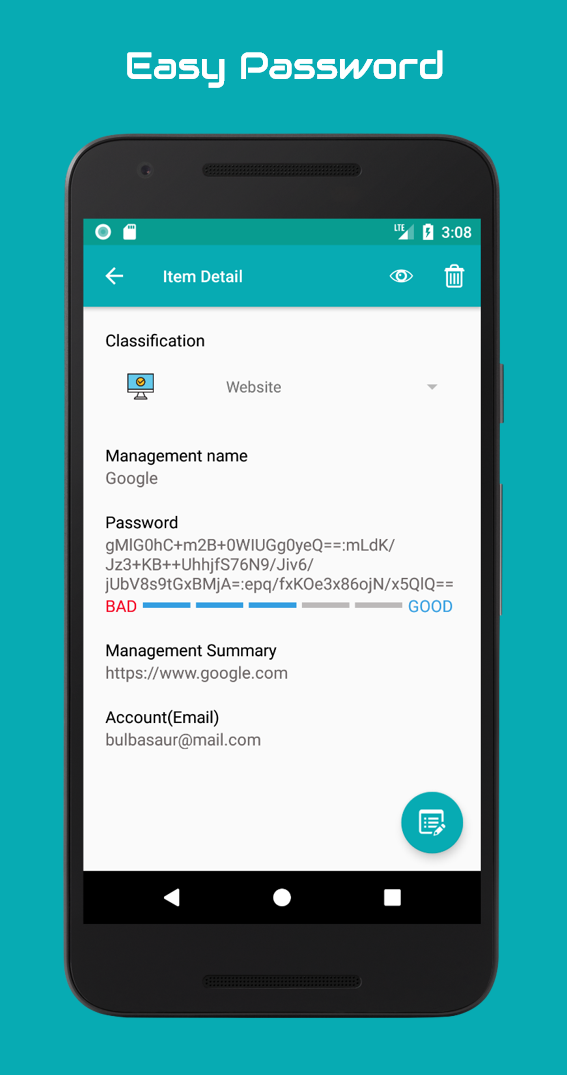 Easy Password
LTE 3:08
Item Detail
Classification
Website
Management name
Google
Password
gMlG0hC+m2B+0WIUGg0yeQ==:mLdK/
Jz3+KB++UhhjfS76N9/Jiv6/
jUbV8s9tGxBMjA=:epq/fxKOe3x86ojN/x5QlQ==
BAD GOOD
Management Summary
https://www.google.com
Account(Email)
bulbasaur@mail.com